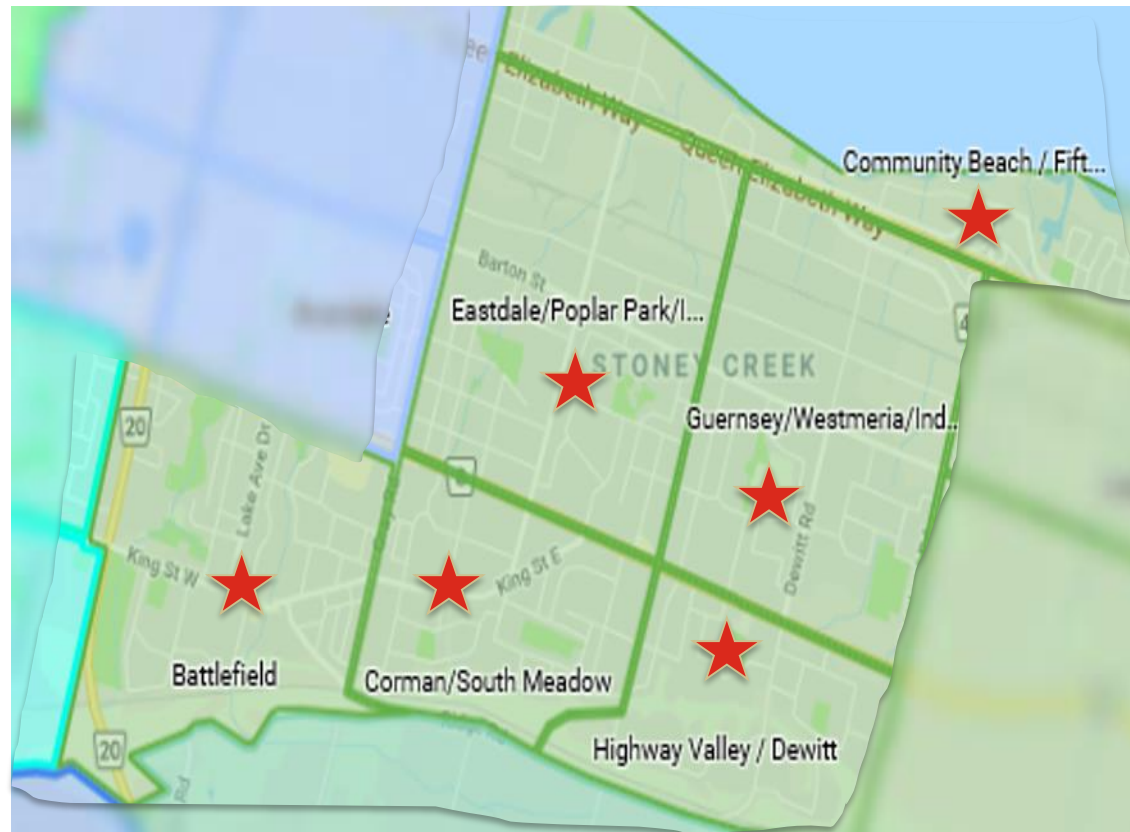 Elizabeth Way
Queen Elizabeth Way
Community Beach / Fift...
Barton St
Eastdale/Poplar Park/I...
STONEY CREEK
Guernsey/Westmeria/Ind..
20
Lake Ave Dr
King St W
King St E
Dewitt Rd
Battlefield
Corman/South Meadow
Highway Valley / Dewitt
20
Rd